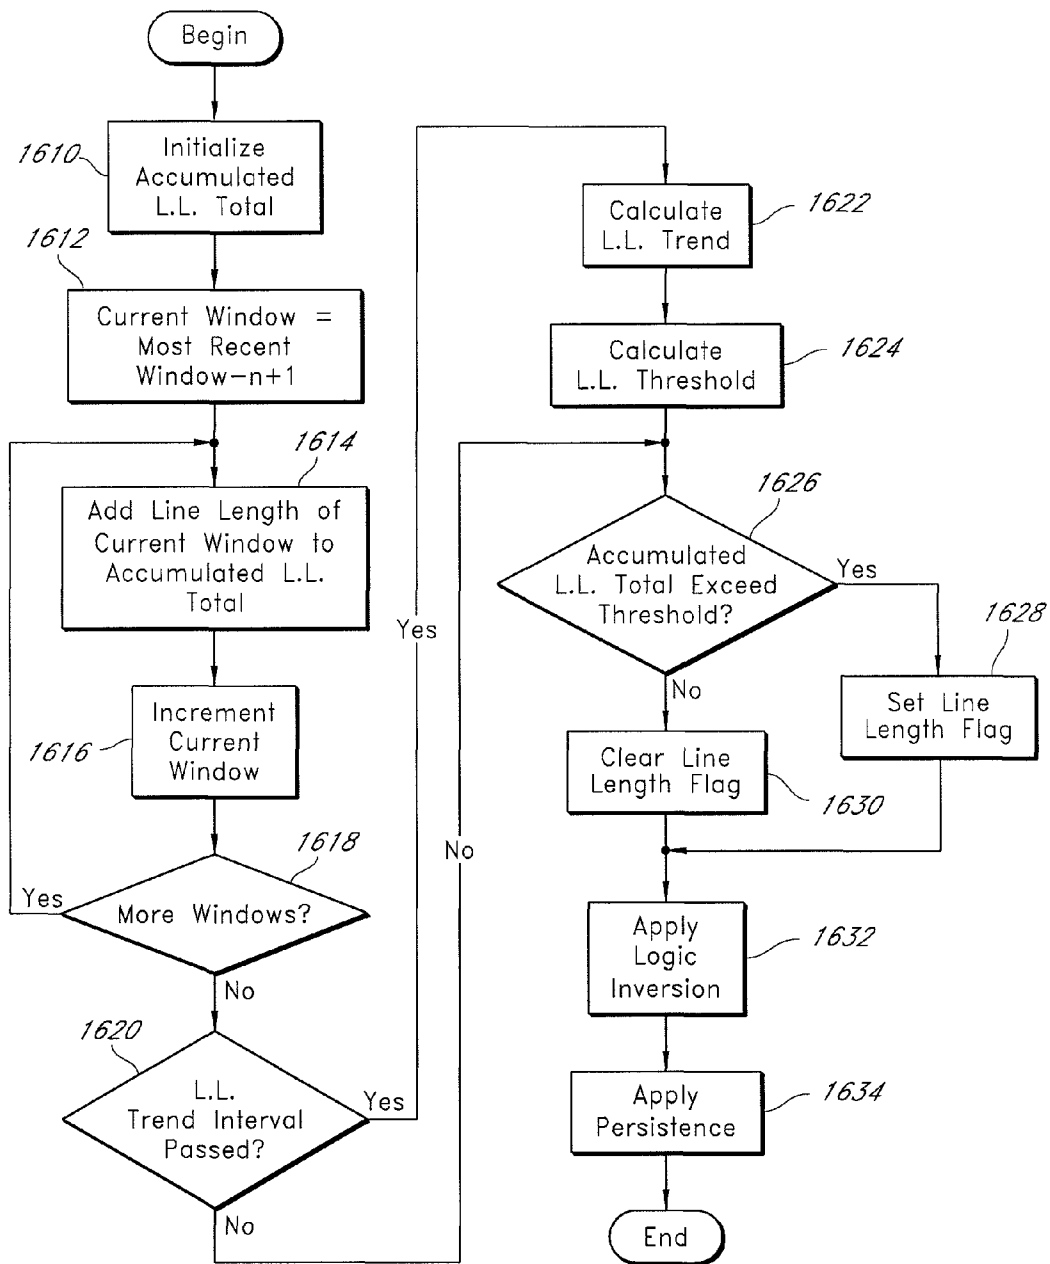 Begin
1610
Initialize
Accumulated
L.L. Total
1612
Current Window =
Most Recent
Window-n+1
1614
Add Line Length of
Current Window to
Accumulated L.L.
Total
1616
Increment
Current
Window
1618
Yes
More Windows?
No
1620
L.L.
Trend Interval
Passed?
Yes
No
Yes
No
Calculate
L.L. Trend
1622
Calculate
L.L. Threshold
1624
1626
Accumulated
L.L. Total Exceed
Threshold?
Yes
No
1628
Set Line
Length Flag
Clear Line
Length Flag
1630
Apply
Logic
Inversion
1632
Apply
Persistence
1634
End